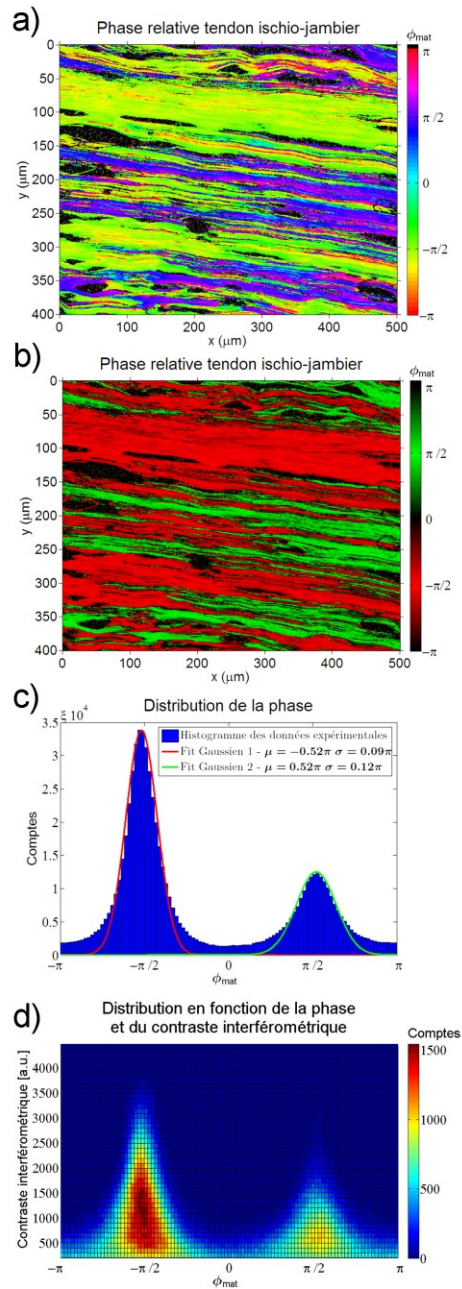 a)
Phase relative tendon ischio-jambier
ϕmat
0
50
100
150
200
250
300
350
400
y (μm)
0 100 200 300 400 500
x (μm)
π
π/2
0
−π/2
−π
b)
Phase relative tendon ischio-jambier
ϕmat
0
50
100
150
200
250
300
350
400
y (μm)
0 100 200 300 400 500
x (μm)
π
π/2
0
−π/2
−π
c)
Distribution de la phase
x 10^4
3.5
3
2.5
2
1.5
1
0.5
0
Comptes
Histogramme des données expérimentales
Fit Gaussien 1 - μ = −0.52π σ = 0.09π
Fit Gaussien 2 - μ = 0.52π σ = 0.12π
−π −π/2 0 π/2 π
ϕmat
d)
Distribution en fonction de la phase
et du contraste interférométrique
Comptes
Contraste interférométrique [a.u.]
4000
3500
3000
2500
2000
1500
1000
500
−π −π/2 0 π/2 π
ϕmat
1500
1000
500
0